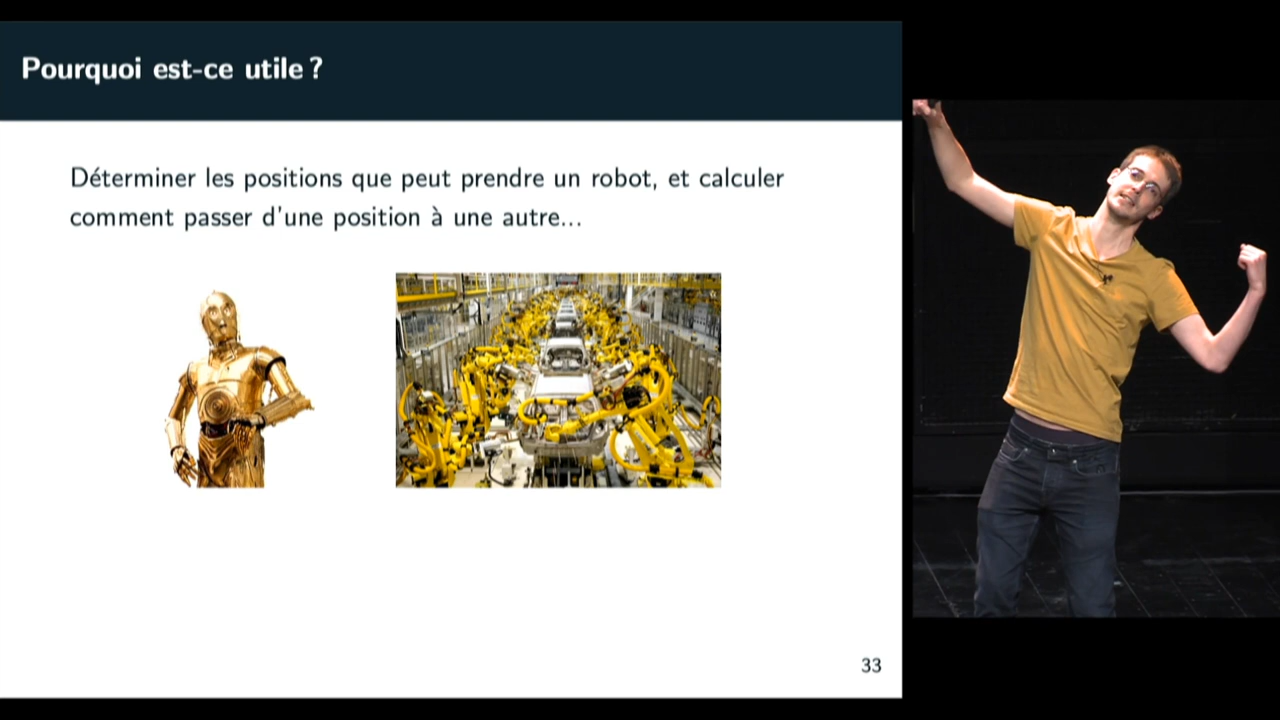 Pourquoi est-ce utile ?
Déterminer les positions que peut prendre un robot, et calculer
comment passer d'une position à une autre...
33